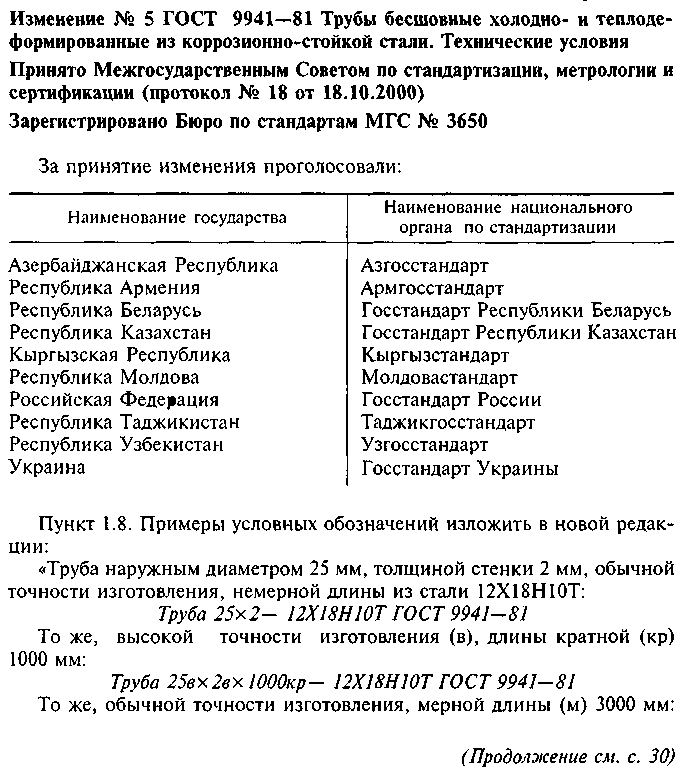 Изменение № 5 ГОСТ 9941—81 Трубы бесшовные холодно- и теплоде-
формированные из коррозионно-стойкой стали. Технические условия
Принято Межгосударственным Советом по стандартизации, метрологии и
сертификации (протокол № 18 от 18.10.2000)
Зарегистрировано Бюро по стандартам МГС № 3650
За принятие изменения проголосовали:
Наименование государства
Наименование национального
органа по стандартизации
Азербайджанская Республика Азгосстандарт
Республика Армения Армгосстандарт
Республика Беларусь Госстандарт Республики Беларусь
Республика Казахстан Госстандарт Республики Казахстан
Кыргызская Республика Кыргызстандарт
Республика Молдова Молдовастандарт
Российская Федерация Госстандарт России
Республика Таджикистан Таджикгосстандарт
Республика Узбекистан Узгосстандарт
Украина Госстандарт Украины
Пункт 1.8. Примеры условных обозначений изложить в новой редак-
ции:
«Труба наружным диаметром 25 мм, толщиной стенки 2 мм, обычной
точности изготовления, немерной длины из стали 12Х18Н10Т:
Труба 25×2— 12Х18Н10Т ГОСТ 9941—81
То же, высокой точности изготовления (в), длины кратной (кр)
1000 мм:
Труба 25в×2в×1000кр— 12Х18Н10Т ГОСТ 9941—81
То же, обычной точности изготовления, мерной длины (м) 3000 мм:
(Продолжение см. с. 30)